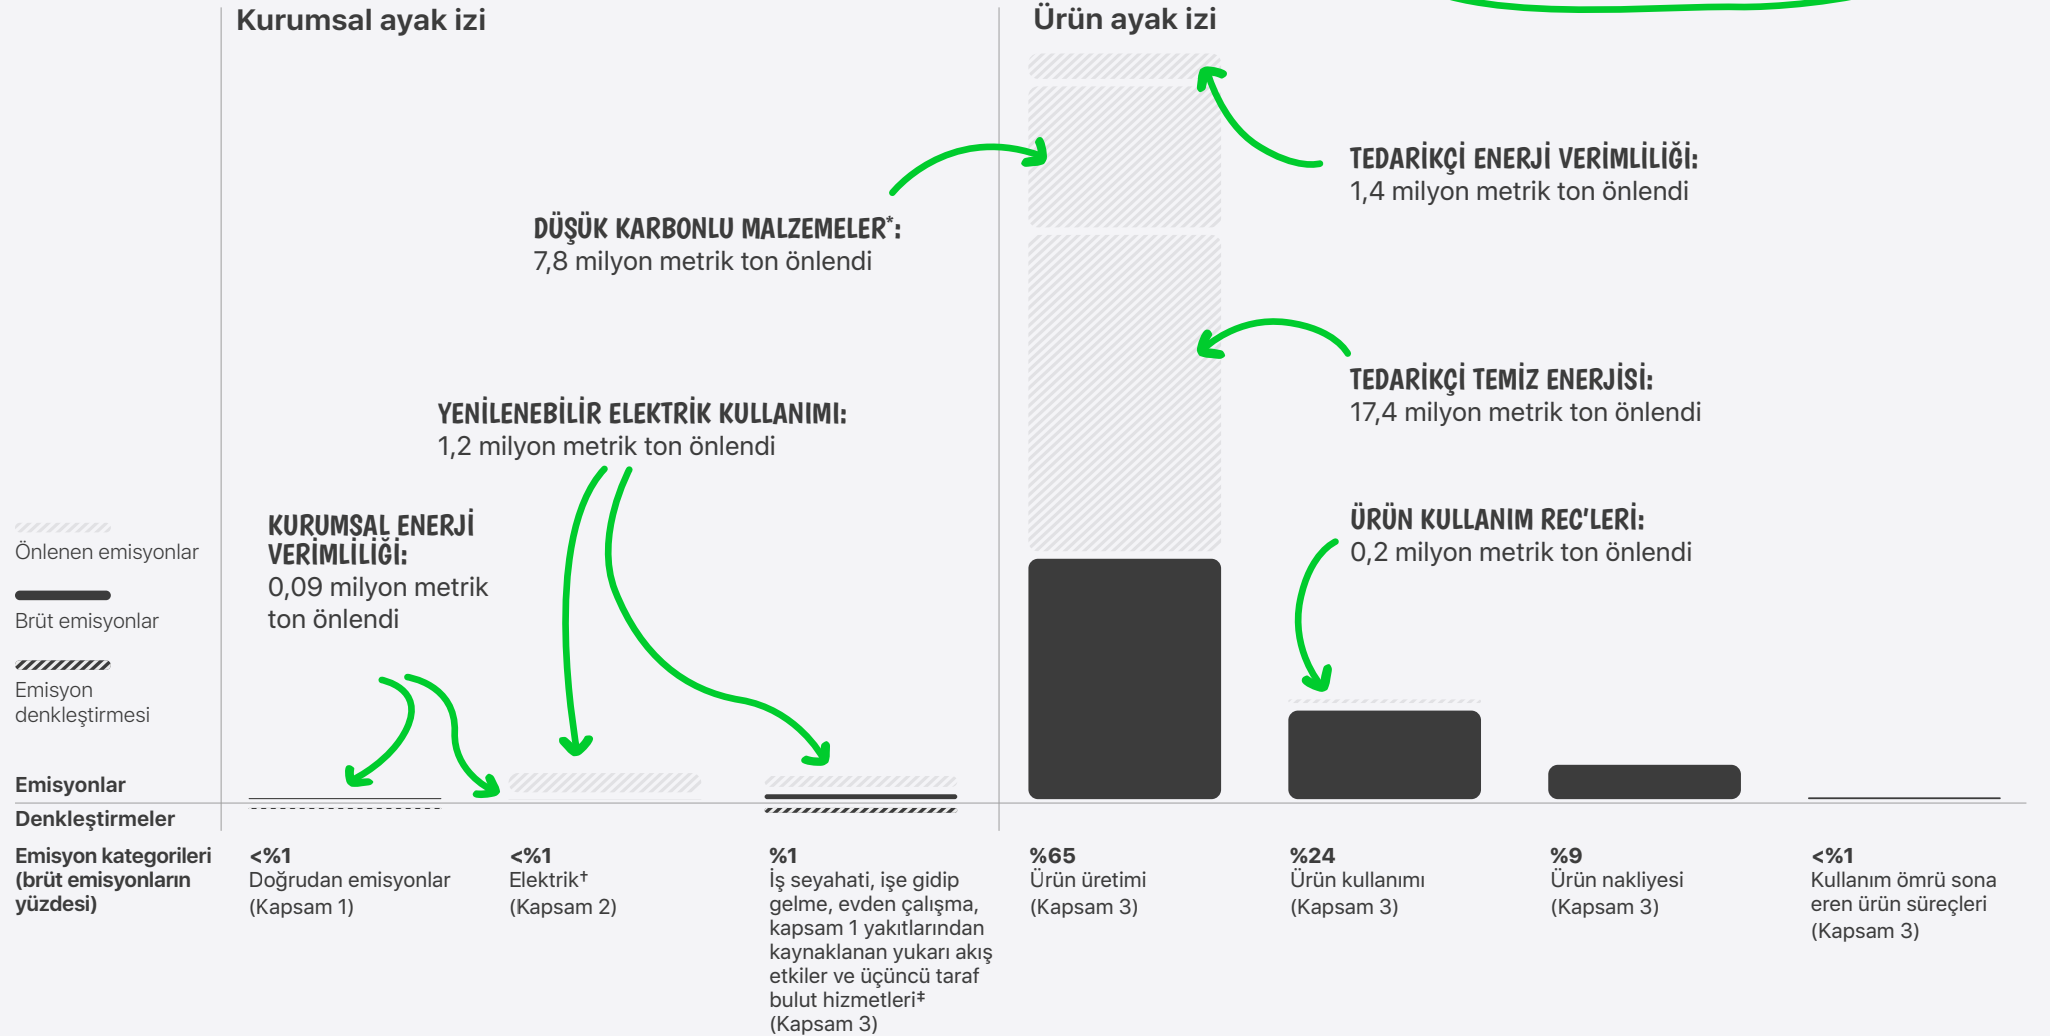 Kurumsal ayak izi
Ürün ayak izi
TEDARİKÇİ ENERJİ VERİMLİLİĞİ:
1,4 milyon metrik ton önlendi
DÜŞÜK KARBONLU MALZEMELER*:
7,8 milyon metrik ton önlendi
TEDARİKÇİ TEMİZ ENERJİSİ:
17,4 milyon metrik ton önlendi
YENİLENEBİLİR ELEKTRİK KULLANIMI:
1,2 milyon metrik ton önlendi
KURUMSAL ENERJİ
VERİMLİLİĞİ:
0,09 milyon metrik
ton önlendi
ÜRÜN KULLANIM REC'LERİ:
0,2 milyon metrik ton önlendi
Önlenen emisyonlar
Brüt emisyonlar
Emisyon
denkleştirmesi
Emisyonlar
Denkleştirmeler
Emisyon kategorileri
(brüt emisyonların
yüzdesi)
<%1
Doğrudan emisyonlar
(Kapsam 1)
<%1
Elektrik†
(Kapsam 2)
%1
İş seyahati, işe gidip
gelme, evden çalışma,
kapsam 1 yakıtlarından
kaynaklanan yukarı akış
etkiler ve üçüncü taraf
bulut hizmetleri‡
(Kapsam 3)
%65
Ürün üretimi
(Kapsam 3)
%24
Ürün kullanımı
(Kapsam 3)
%9
Ürün nakliyesi
(Kapsam 3)
<%1
Kullanım ömrü sona
eren ürün süreçleri
(Kapsam 3)